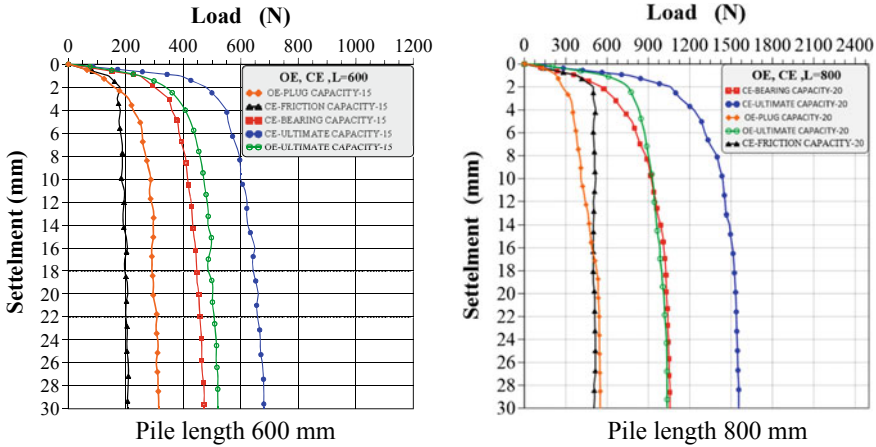 Load (N)
0 200 400 600 800 1000 1200
Settelment (mm)
0
2
4
6
8
10
12
14
16
18
20
22
24
26
28
30
OE, CE ,L=600
OE-PLUG CAPACITY-15
CE-FRICTION CAPACITY-15
CE-BEARING CAPACITY-15
CE-ULTIMATE CAPACITY-15
OE-ULTIMATE CAPACITY-15
Pile length 600 mm
Load (N)
0 300 600 900 1200 1500 1800 2100 2400
Settelment (mm)
0
2
4
6
8
10
12
14
16
18
20
22
24
26
28
30
OE, CE ,L=800
CE-BEARING CAPACITY-20
CE-ULTIMATE CAPACITY-20
OE-PLUG CAPACITY-20
OE-ULTIMATE CAPACITY-20
CE-FRICTION CAPACITY-20
Pile length 800 mm